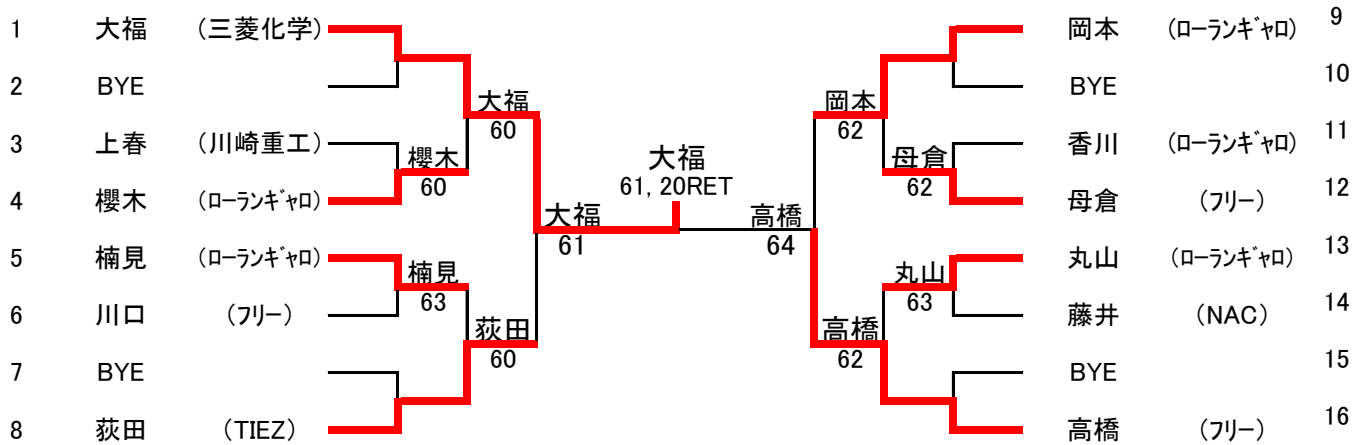 1 大福 (三菱化学)
2 BYE
3 上春 (川崎重工)
4 櫻木 (ローランギャロ)
5 楠見 (ローランギャロ)
6 川口 (フリー)
7 BYE
8 荻田 (TIEZ)
櫻木
60
楠見
63
大福
60
荻田
60
大福
61
大福
61, 20RET
高橋
64
岡本
62
高橋
62
母倉
62
丸山
63
岡本 (ローランギャロ) 9
BYE 10
香川 (ローランギャロ) 11
母倉 (フリー) 12
丸山 (ローランギャロ) 13
藤井 (NAC) 14
BYE 15
高橋 (フリー) 16